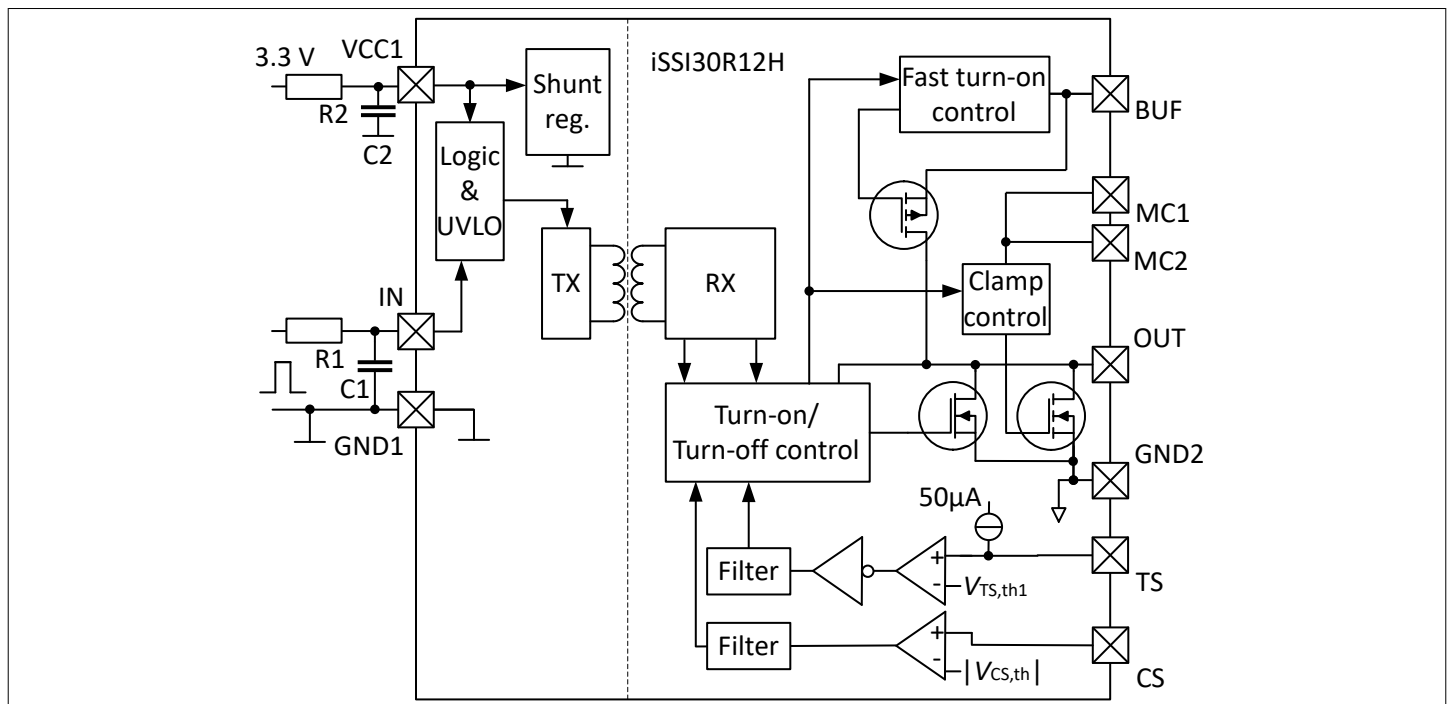 VCC1
3.3 V
R2
C2
Shunt
reg.
Logic
&
UVLO
TX
IN
R1
C1
GND1
iSSI30R12H
RX
Fast turn-on
control
BUF
MC1
MC2
Clamp
control
OUT
Turn-on/
Turn-off control
GND2
50µA
Filter
+
-
VTS,th1
TS
Filter
+
-
|VCS,th|
CS